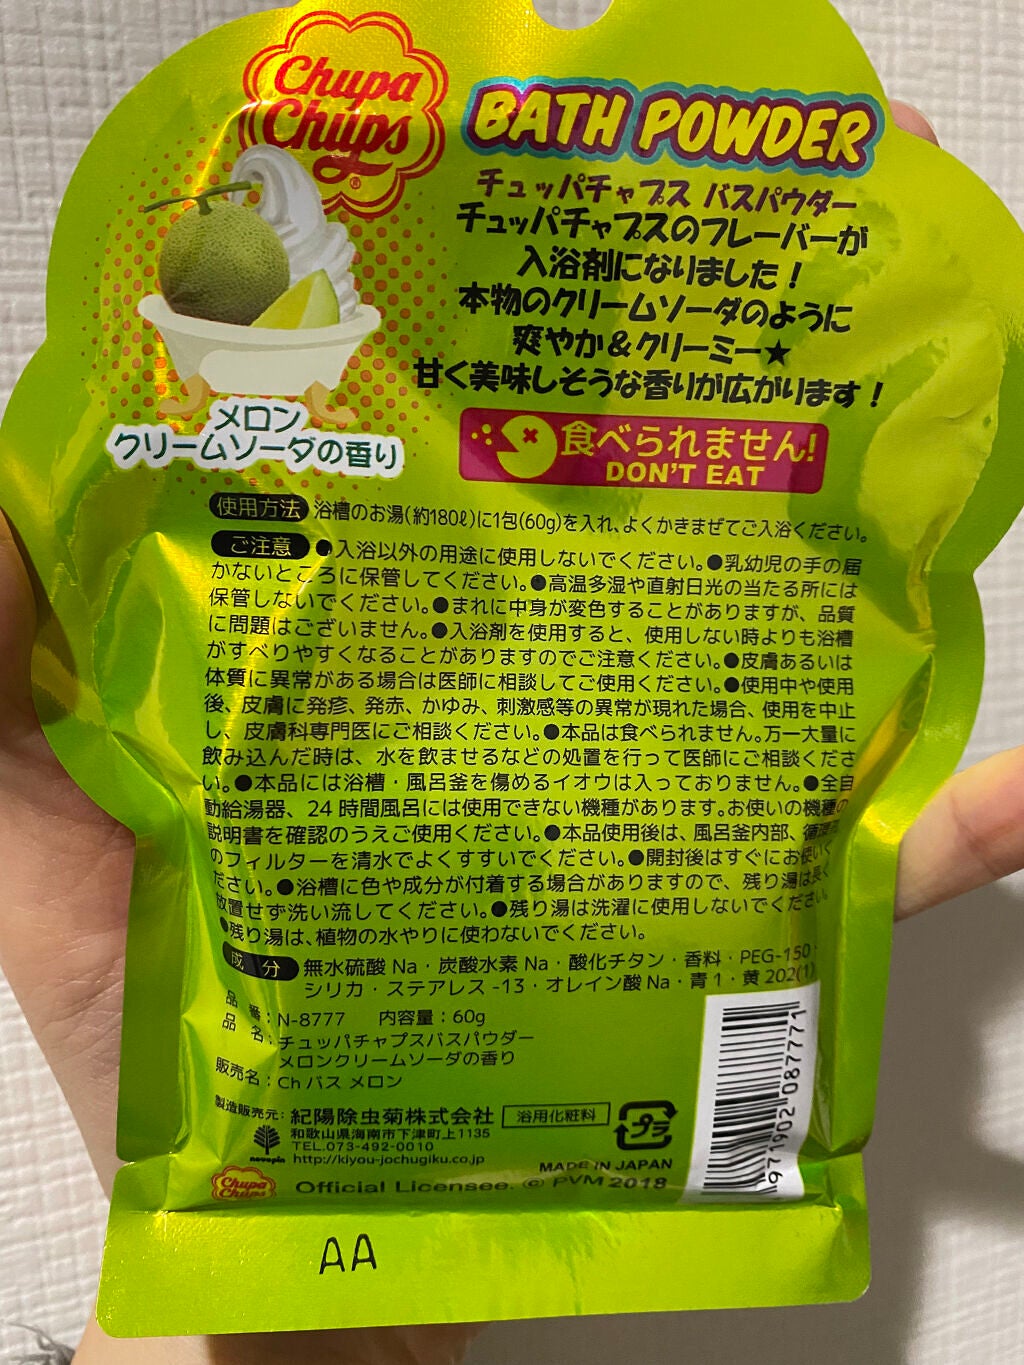 Chupa
Chups
®
BATH POWDER
チュッパチャプス バスパウダー
チュッパチャプスのフレーバーが
入浴剤になりました!
本物のクリームソーダのように
爽やか&クリーミー★
甘く美味しそうな香りが広がります!
メロン
クリームソーダの香り
食べられません!
DON'T EAT
使用方法 浴槽のお湯(約180ℓ)に1包(60g)を入れ、よくかきまぜてご入浴ください。
ご注意 ●入浴以外の用途に使用しないでください。●乳幼児の手の届
かないところに保管してください。●高温多湿や直射日光の当たる所には
保管しないでください。●まれに中身が変色することがありますが、品質
に問題はございません。●入浴剤を使用すると、使用しない時よりも浴槽
がすべりやすくなることがありますのでご注意ください。●皮膚あるいは
体質に異常がある場合は医師に相談してご使用ください。●使用中や使用
後、皮膚に発疹、発赤、かゆみ、刺激感等の異常が現れた場合、使用を中止
し、皮膚科専門医にご相談ください。●本品は食べられません。万一大量に
飲み込んだ時は、水を飲ませるなどの処置を行って医師にご相談くださ
い。●本品には浴槽・風呂釜を傷めるイオウは入っておりません。●全自
動給湯器、24時間風呂には使用できない機種があります。お使いの機種の
説明書を確認のうえご使用ください。●本品使用後は、風呂釜内部、循環
のフィルターを清水でよくすすいでください。●開封後はすぐにお使いく
ださい。●浴槽に色や成分が付着する場合がありますので、残り湯は長く
放置せず洗い流してください。●残り湯は洗濯に使用しないでください。
●残り湯は、植物の水やりに使わないでください。
成 分 無水硫酸Na・炭酸水素Na・酸化チタン・香料・PEG-150・
シリカ・ステアレス-13・オレイン酸Na・青1・黄202(1)
品 番:N-8777 内容量:60g
品 名:チュッパチャプスバスパウダー
メロンクリームソーダの香り
販売名:Ch バス メロン
製造販売元:紀陽除虫菊株式会社 浴用化粧料
和歌山県海南市下津町上1135
TEL.073-492-0010
novopin http://kiyou-jochugiku.co.jp
プラ
MADE IN JAPAN
Chupa
Chups
Official Licensee. © PVM 2018
4971902087771
AA